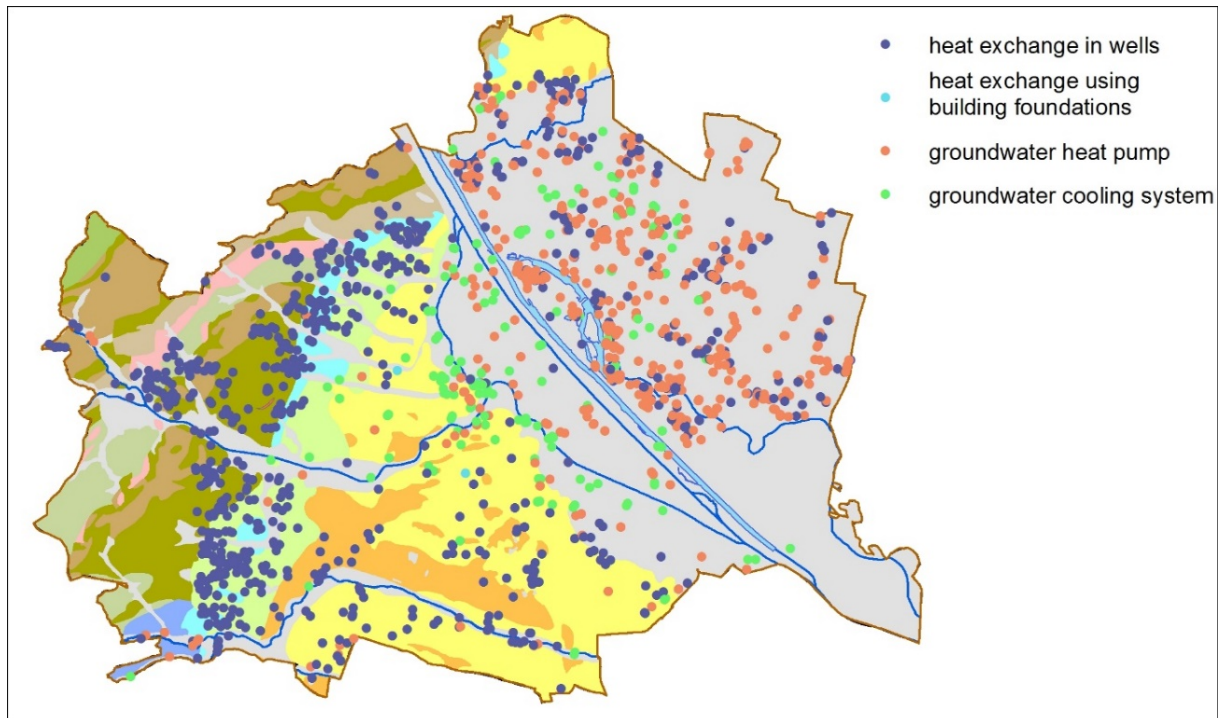 heat exchange in wells
heat exchange using
building foundations
groundwater heat pump
groundwater cooling system